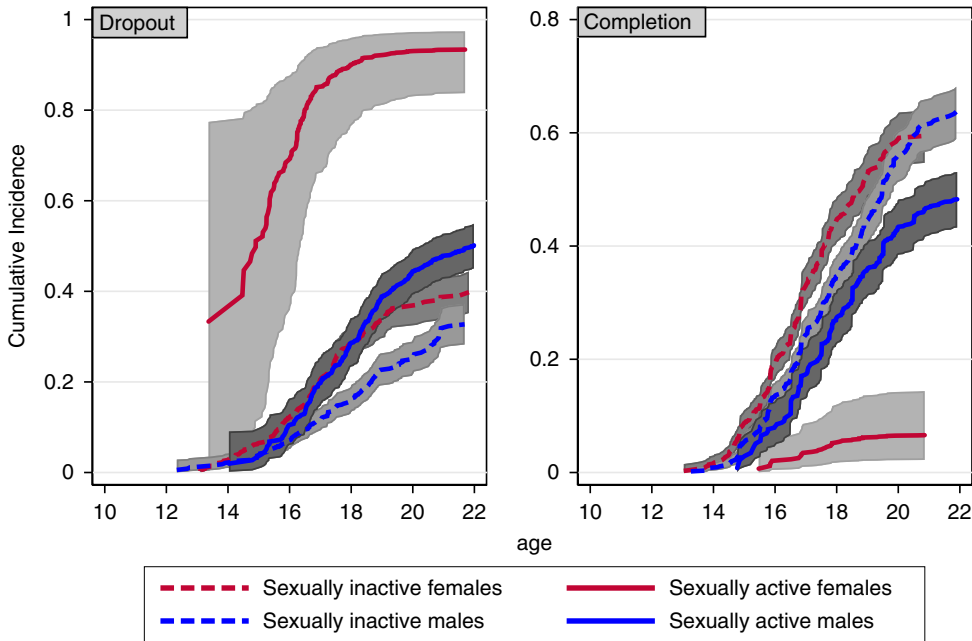 Dropout
Completion
Cumulative Incidence
1
0.8
0.6
0.4
0.2
0
10 12 14 16 18 20 22
0.8
0.6
0.4
0.2
0
10 12 14 16 18 20 22
age
Sexually inactive females
Sexually active females
Sexually inactive males
Sexually active males